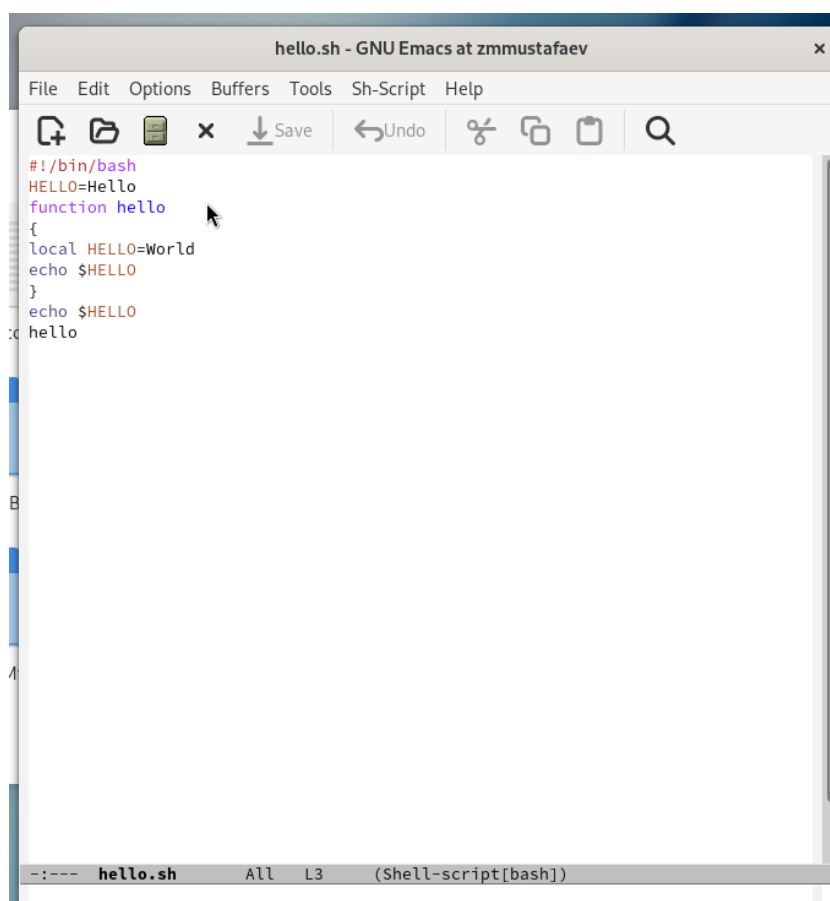 hello.sh - GNU Emacs at zmmustafaev
File Edit Options Buffers Tools Sh-Script Help
Save Undo
#!/bin/bash
HELLO=Hello
function hello
{
local HELLO=World
echo $HELLO
}
echo $HELLO
hello
-:--- hello.sh All L3 (Shell-script[bash])